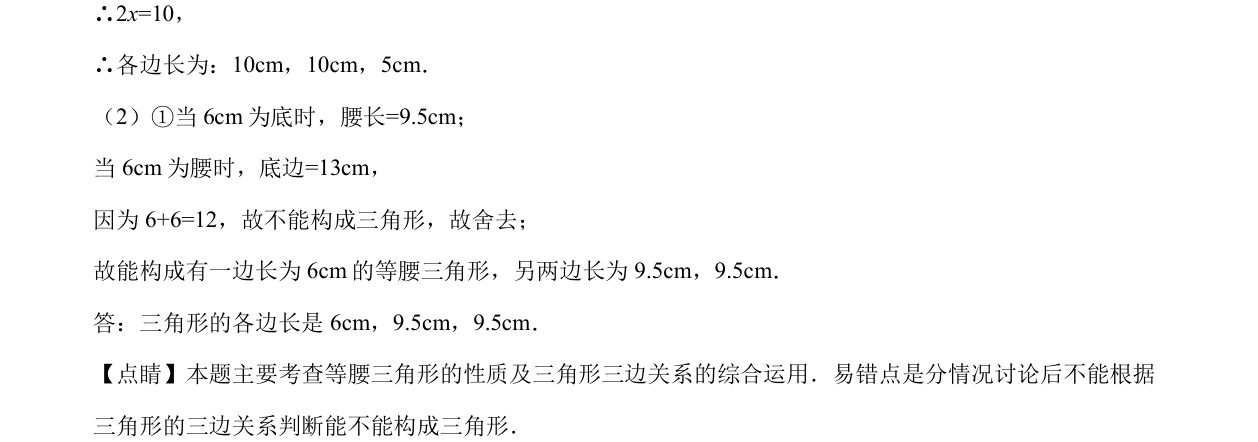 ∴2x=10，
∴各边长为：10cm，10cm，5cm．
（2）①当 6cm 为底时，腰长=9.5cm；
当 6cm 为腰时，底边=13cm，
因为 6+6=12，故不能构成三角形，故舍去；
故能构成有一边长为 6cm 的等腰三角形，另两边长为 9.5cm，9.5cm．
答：三角形的各边长是 6cm，9.5cm，9.5cm．
【点睛】本题主要考查等腰三角形的性质及三角形三边关系的综合运用．易错点是分情况讨论后不能根据
三角形的三边关系判断能不能构成三角形．